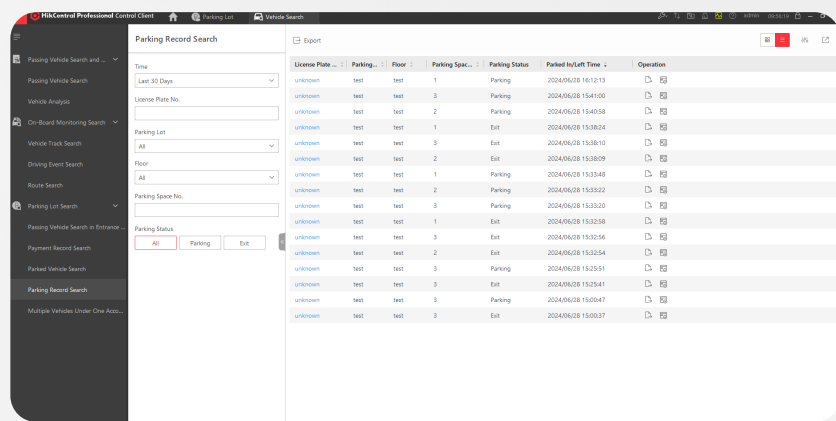 HikCentral Professional Control Client Parking Lot Vehicle Search admin 09:50:19
Passing Vehicle Search and ...
Passing Vehicle Search
Vehicle Analysis
On-Board Monitoring Search
Vehicle Track Search
Driving Event Search
Route Search
Parking Lot Search
Passing Vehicle Search in Entrance ...
Payment Record Search
Parked Vehicle Search
Parking Record Search
Multiple Vehicles Under One Acco...
Parking Record Search
Time
Last 30 Days
License Plate No.
Parking Lot
All
Floor
All
Parking Space No.
Parking Status
All Parking Exit
Export
License Plate ... Parking... Floor Parking Spac... Parking Status Parked In/Left Time Operation
unknown test test 1 Parking 2024/06/28 16:12:13
unknown test test 3 Parking 2024/06/28 15:41:00
unknown test test 2 Parking 2024/06/28 15:40:58
unknown test test 1 Exit 2024/06/28 15:38:24
unknown test test 3 Exit 2024/06/28 15:38:10
unknown test test 2 Exit 2024/06/28 15:38:09
unknown test test 1 Parking 2024/06/28 15:33:48
unknown test test 2 Parking 2024/06/28 15:33:22
unknown test test 3 Parking 2024/06/28 15:33:20
unknown test test 1 Exit 2024/06/28 15:32:58
unknown test test 3 Exit 2024/06/28 15:32:56
unknown test test 2 Exit 2024/06/28 15:32:54
unknown test test 3 Parking 2024/06/28 15:25:51
unknown test test 3 Exit 2024/06/28 15:25:41
unknown test test 3 Parking 2024/06/28 15:00:47
unknown test test 3 Exit 2024/06/28 15:00:37